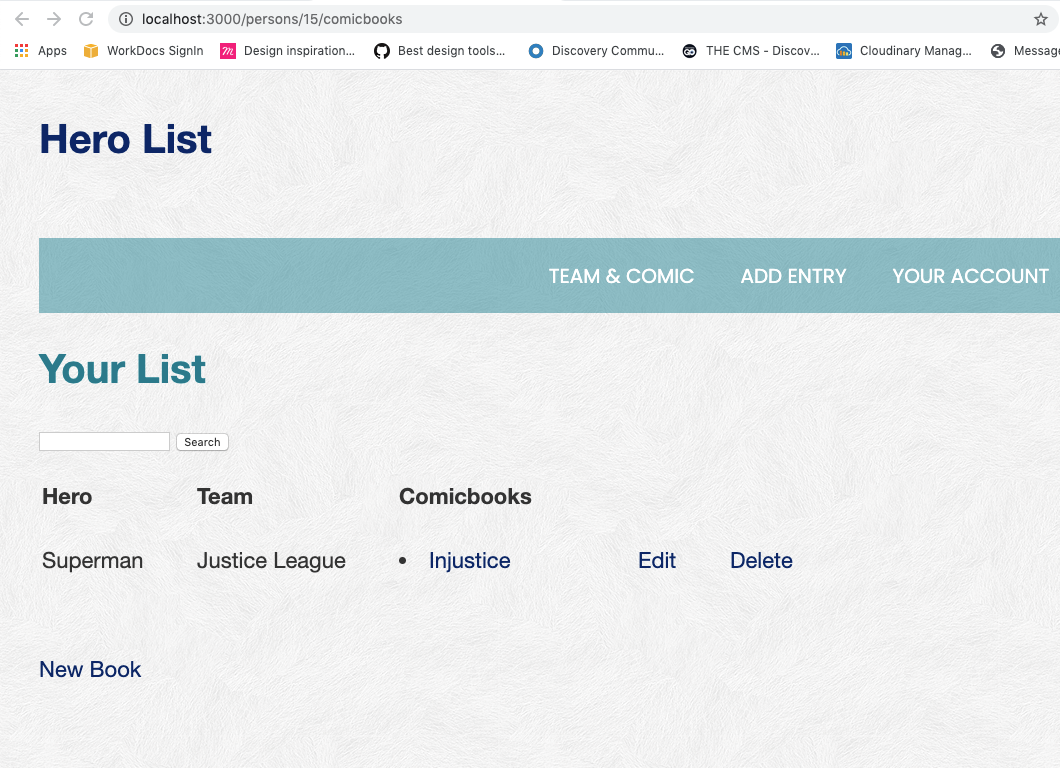 localhost:3000/persons/15/comicbooks
Apps WorkDocs SignIn Design inspiration... Best design tools... Discovery Commu... THE CMS - Discov... Cloudinary Manag... Message
Hero List
TEAM & COMIC ADD ENTRY YOUR ACCOUNT
Your List
Search
Hero Team Comicbooks
Superman Justice League • Injustice Edit Delete
New Book